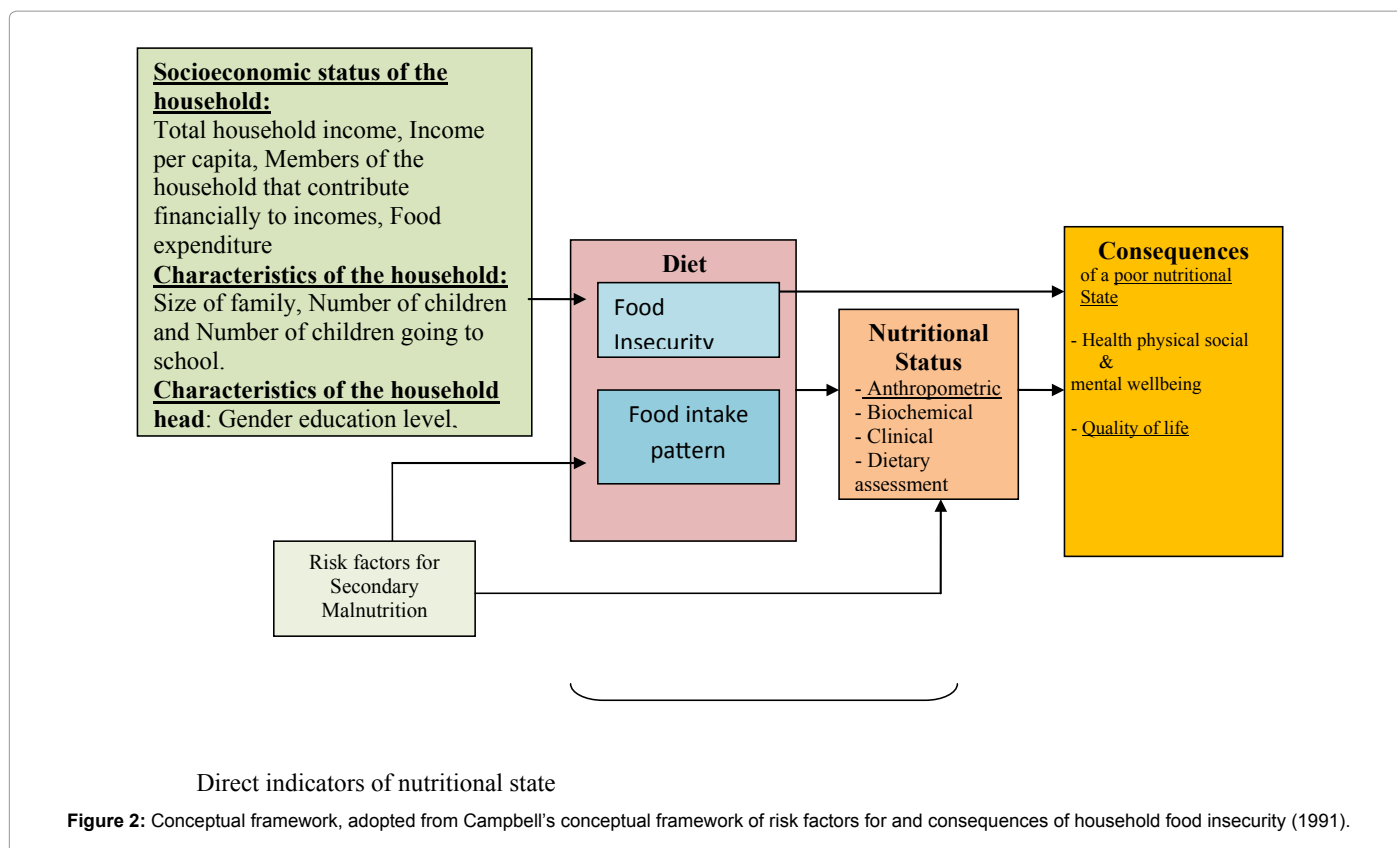 Socioeconomic status of the
household:
Total household income, Income
per capita, Members of the
household that contribute
financially to incomes, Food
expenditure
Characteristics of the household:
Size of family, Number of children
and Number of children going to
school.
Characteristics of the household
head: Gender education level,
Risk factors for
Secondary
Malnutrition
Diet
Food
Insecurity
Food intake
pattern
Nutritional
Status
- Anthropometric
- Biochemical
- Clinical
- Dietary
assessment
Consequences
of a poor nutritional
State
- Health physical social
&
mental wellbeing
- Quality of life
Direct indicators of nutritional state
Figure 2: Conceptual framework, adopted from Campbell’s conceptual framework of risk factors for and consequences of household food insecurity (1991).